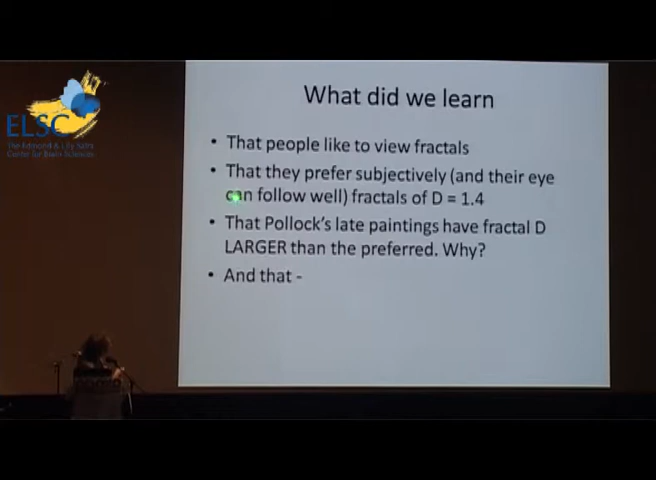 ELSC
The Edmond & Lily Safra
Center for Brain Sciences
What did we learn
• That people like to view fractals
• That they prefer subjectively (and their eye
can follow well) fractals of D = 1.4
• That Pollock's late paintings have fractal D
LARGER than the preferred. Why?
• And that -